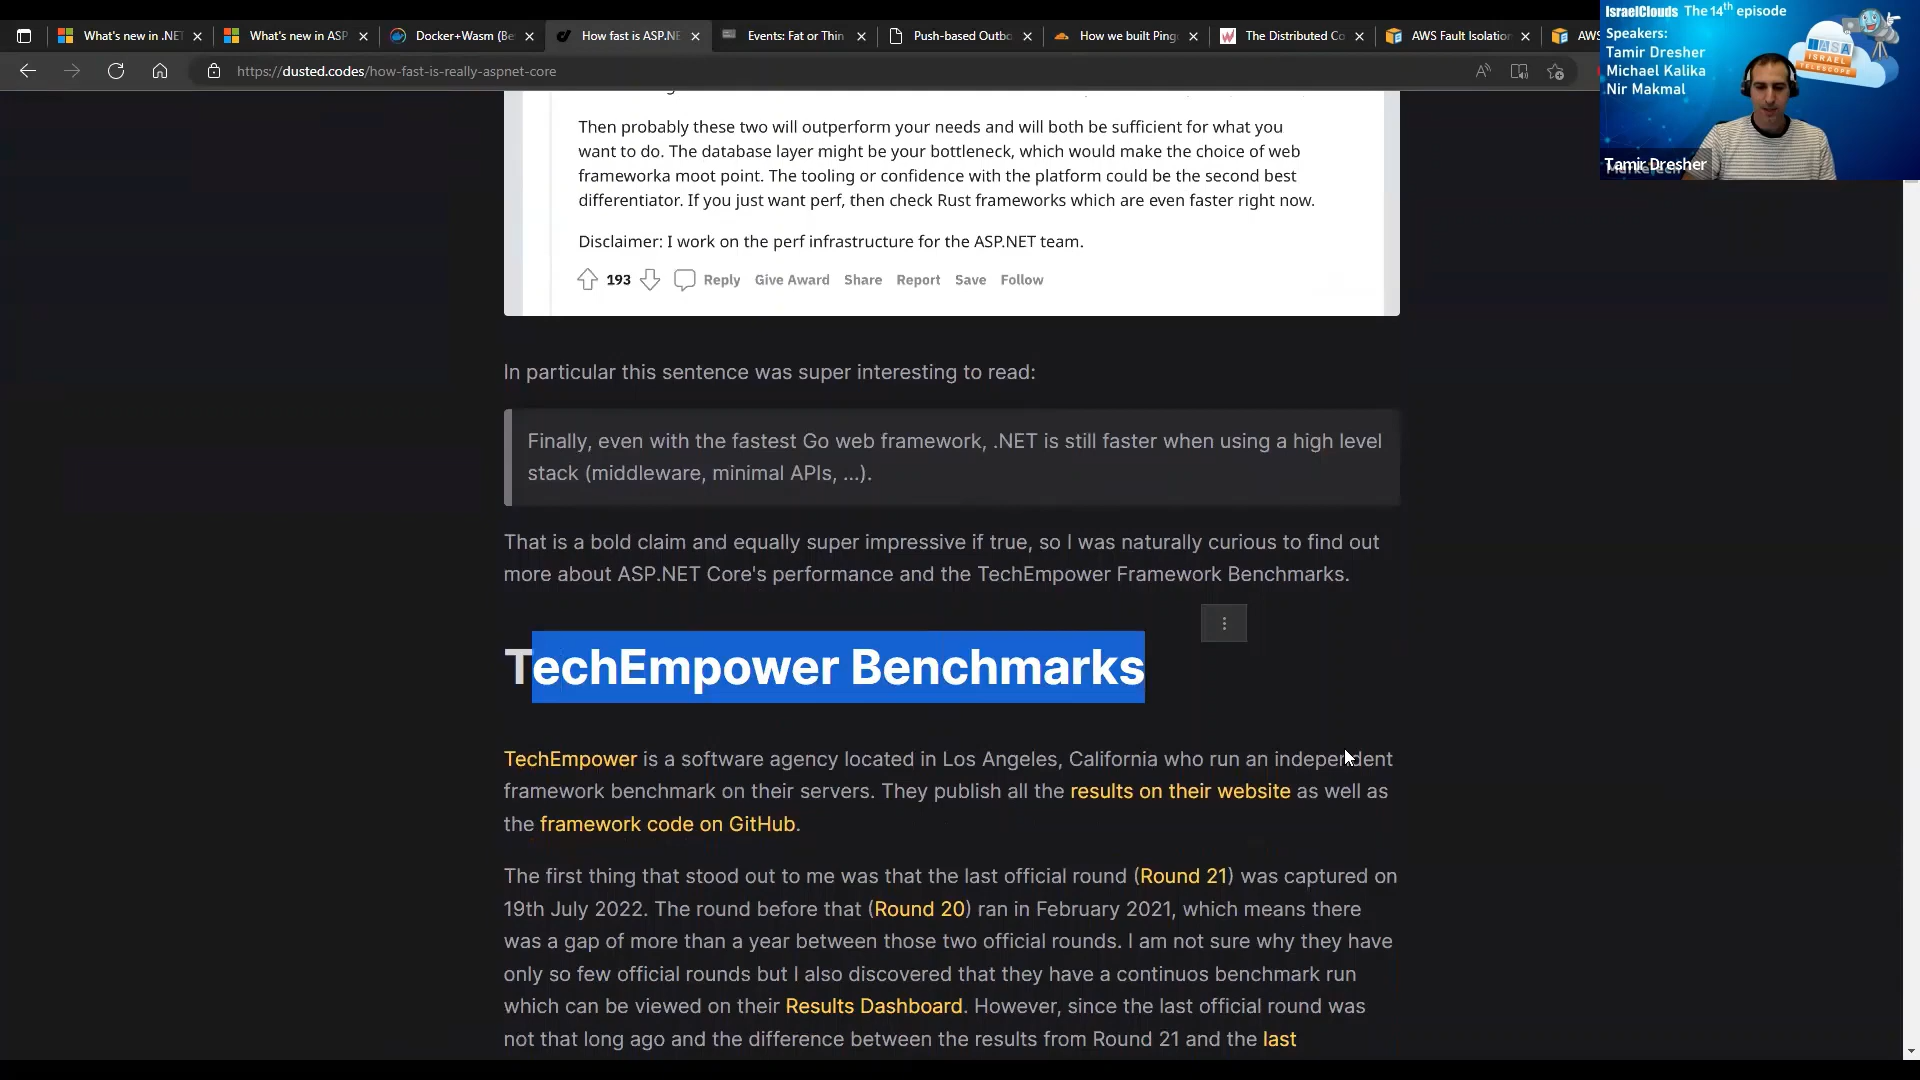 What's new in .NET
What's new in ASP
Docker+Wasm (Be
How fast is ASP.NE
Events: Fat or Thin
Push-based Outbo
How we built Ping
The Distributed Co
AWS Fault Isolation
AWS
https://dusted.codes/how-fast-is-really-aspnet-core
IsraelClouds The 14th episode
Speakers:
Tamir Dresher
Michael Kalika
Nir Makmal
IASA
ISRAEL
TELESCOPE
Tamir Dresher
Then probably these two will outperform your needs and will both be sufficient for what you
want to do. The database layer might be your bottleneck, which would make the choice of web
frameworka moot point. The tooling or confidence with the platform could be the second best
differentiator. If you just want perf, then check Rust frameworks which are even faster right now.
Disclaimer: I work on the perf infrastructure for the ASP.NET team.
193 Reply Give Award Share Report Save Follow
In particular this sentence was super interesting to read:
Finally, even with the fastest Go web framework, .NET is still faster when using a high level
stack (middleware, minimal APIs, ...).
That is a bold claim and equally super impressive if true, so I was naturally curious to find out
more about ASP.NET Core's performance and the TechEmpower Framework Benchmarks.
TechEmpower Benchmarks
TechEmpower is a software agency located in Los Angeles, California who run an independent
framework benchmark on their servers. They publish all the results on their website as well as
the framework code on GitHub.
The first thing that stood out to me was that the last official round (Round 21) was captured on
19th July 2022. The round before that (Round 20) ran in February 2021, which means there
was a gap of more than a year between those two official rounds. I am not sure why they have
only so few official rounds but I also discovered that they have a continuos benchmark run
which can be viewed on their Results Dashboard. However, since the last official round was
not that long ago and the difference between the results from Round 21 and the last